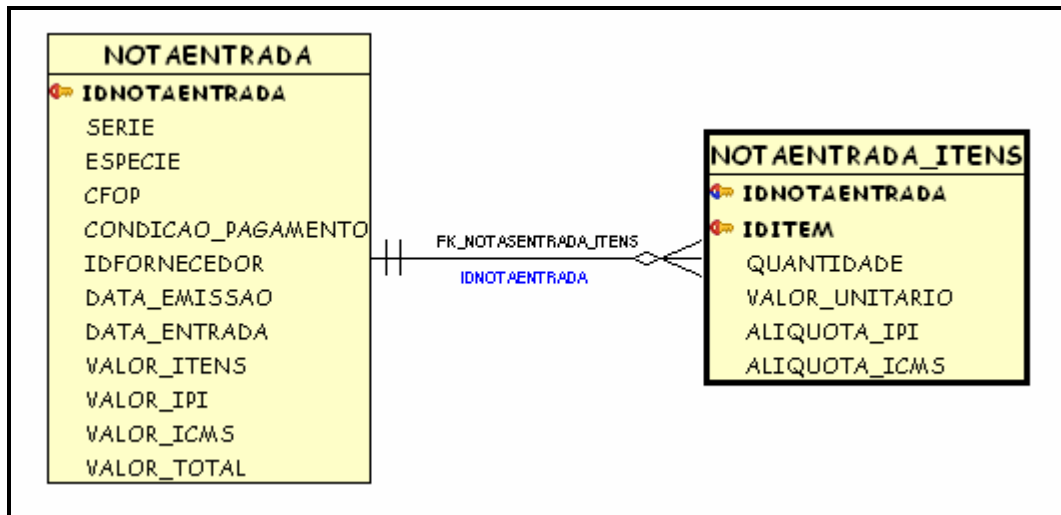 NOTAENTRADA
IDNOTAENTRADA
SERIE
ESPECIE
CFOP
CONDICAO_PAGAMENTO
IDFORNECEDOR
DATA_EMISSAO
DATA_ENTRADA
VALOR_ITENS
VALOR_IPI
VALOR_ICMS
VALOR_TOTAL
FK_NOTASENTRADA_ITENS
IDNOTAENTRADA
NOTAENTRADA_ITENS
IDNOTAENTRADA
IDITEM
QUANTIDADE
VALOR_UNITARIO
ALIQUOTA_IPI
ALIQUOTA_ICMS